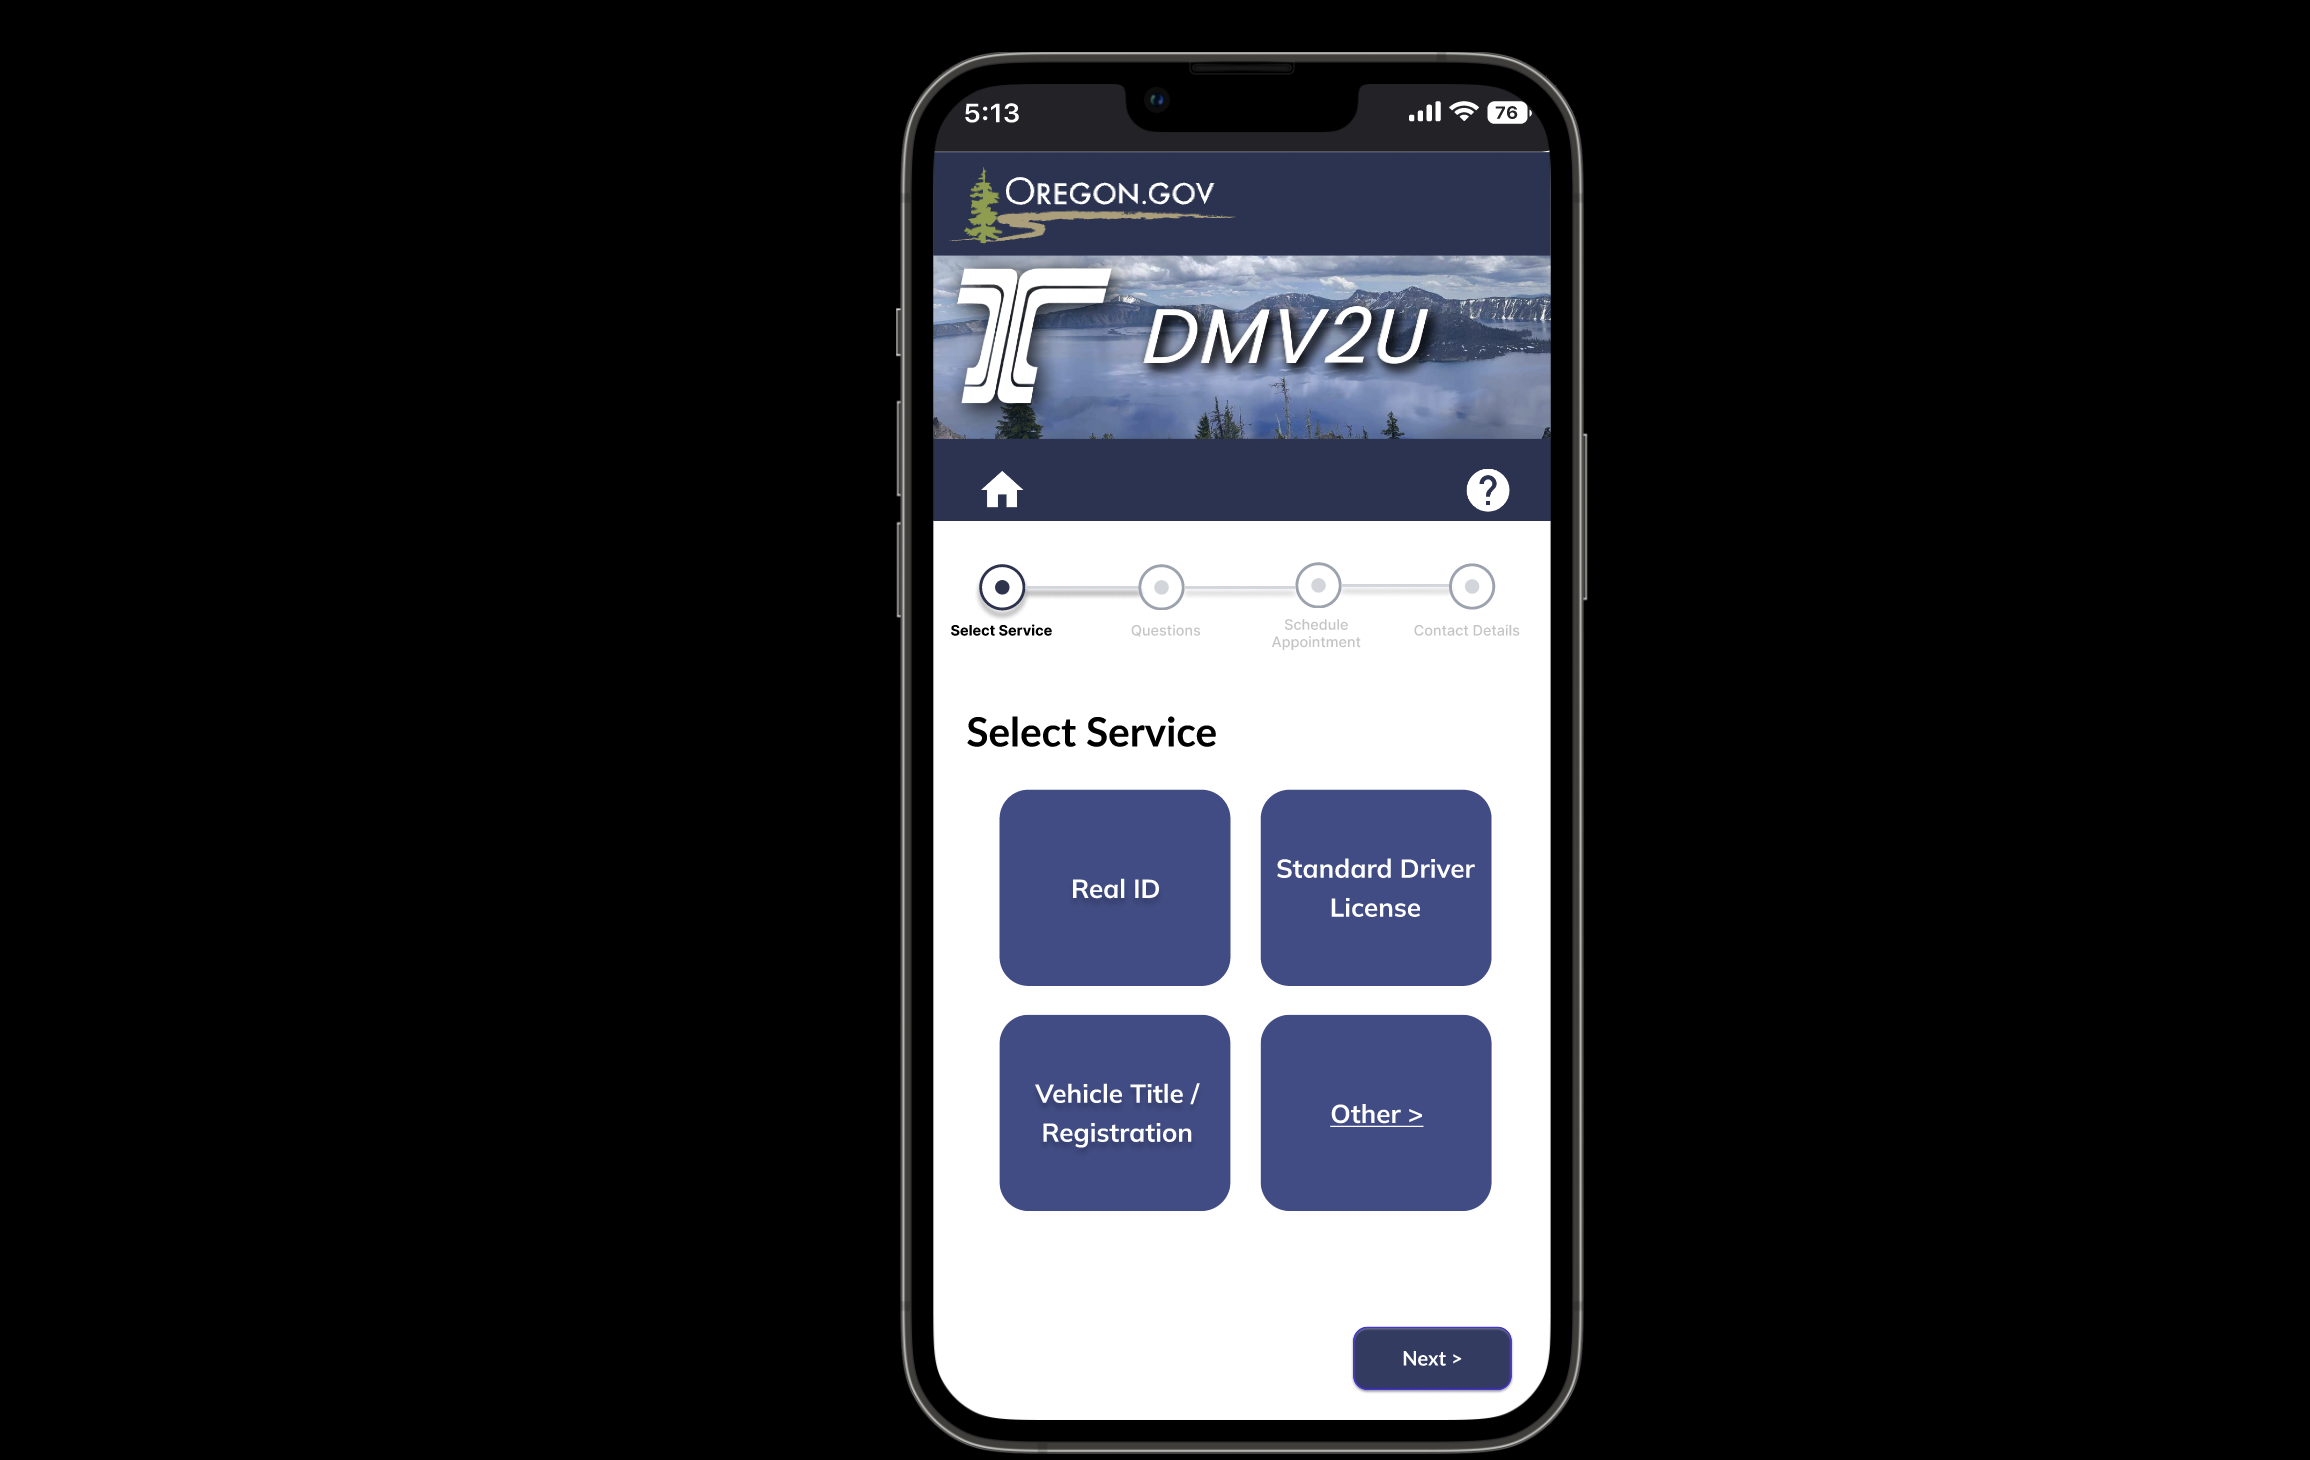 5:13
76
OREGON.GOV
DMV2U
Select Service
Questions
Schedule
Appointment
Contact Details
Select Service
Real ID
Standard Driver
License
Vehicle Title /
Registration
Other >
Next >